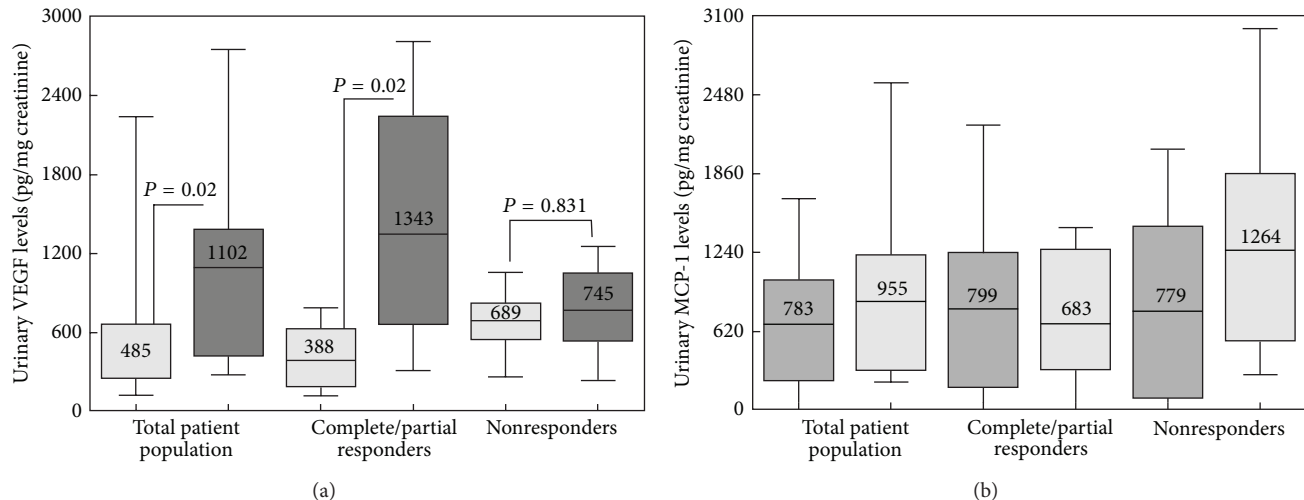 Urinary VEGF levels (pg/mg creatinine)
3000
2400
1800
1200
600
0
P = 0.02
P = 0.02
P = 0.831
485
1102
388
1343
689
745
Total patient
population
Complete/partial
responders
Nonresponders
(a)
Urinary MCP-1 levels (pg/mg creatinine)
3100
2480
1860
1240
620
0
783
955
799
683
779
1264
Total patient
population
Complete/partial
responders
Nonresponders
(b)